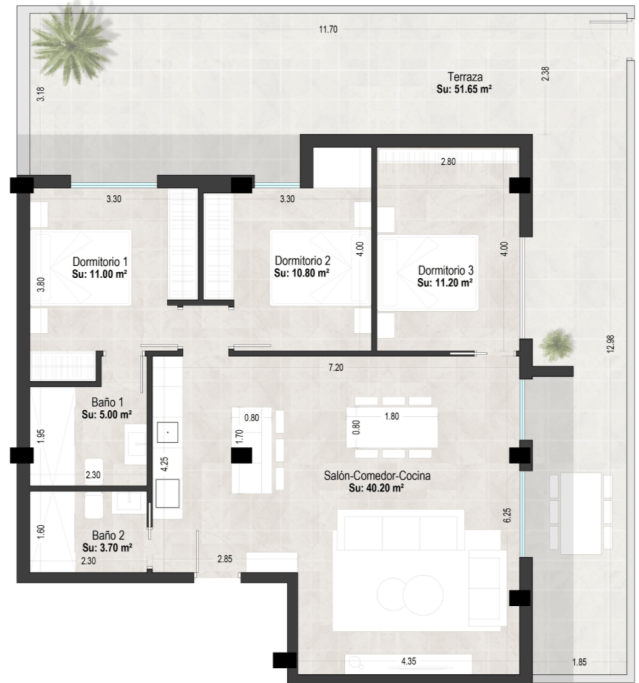 11.70
Terraza
Su: 51.65 m²
2.38
3.18
2.80
3.30
3.30
Dormitorio 1
Su: 11.00 m²
3.80
Dormitorio 2
Su: 10.80 m²
4.00
Dormitorio 3
Su: 11.20 m²
4.00
12.98
7.20
Baño 1
Su: 5.00 m²
1.95
2.30
4.25
0.80
1.70
1.80
0.80
Salón-Comedor-Cocina
Su: 40.20 m²
6.25
Baño 2
Su: 3.70 m²
1.60
2.30
2.85
4.35
1.85